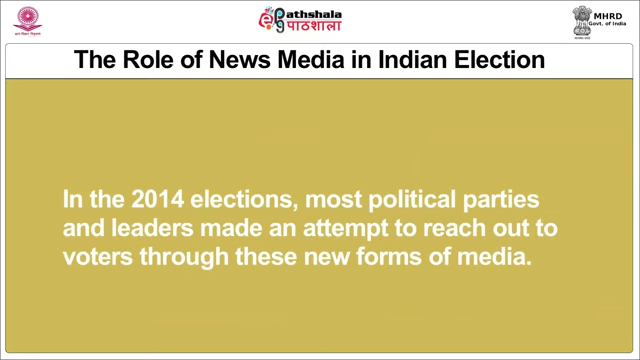 ePathshala
पाठशाला
MHRD
Govt. of India
The Role of News Media in Indian Election
In the 2014 elections, most political parties
and leaders made an attempt to reach out to
voters through these new forms of media.